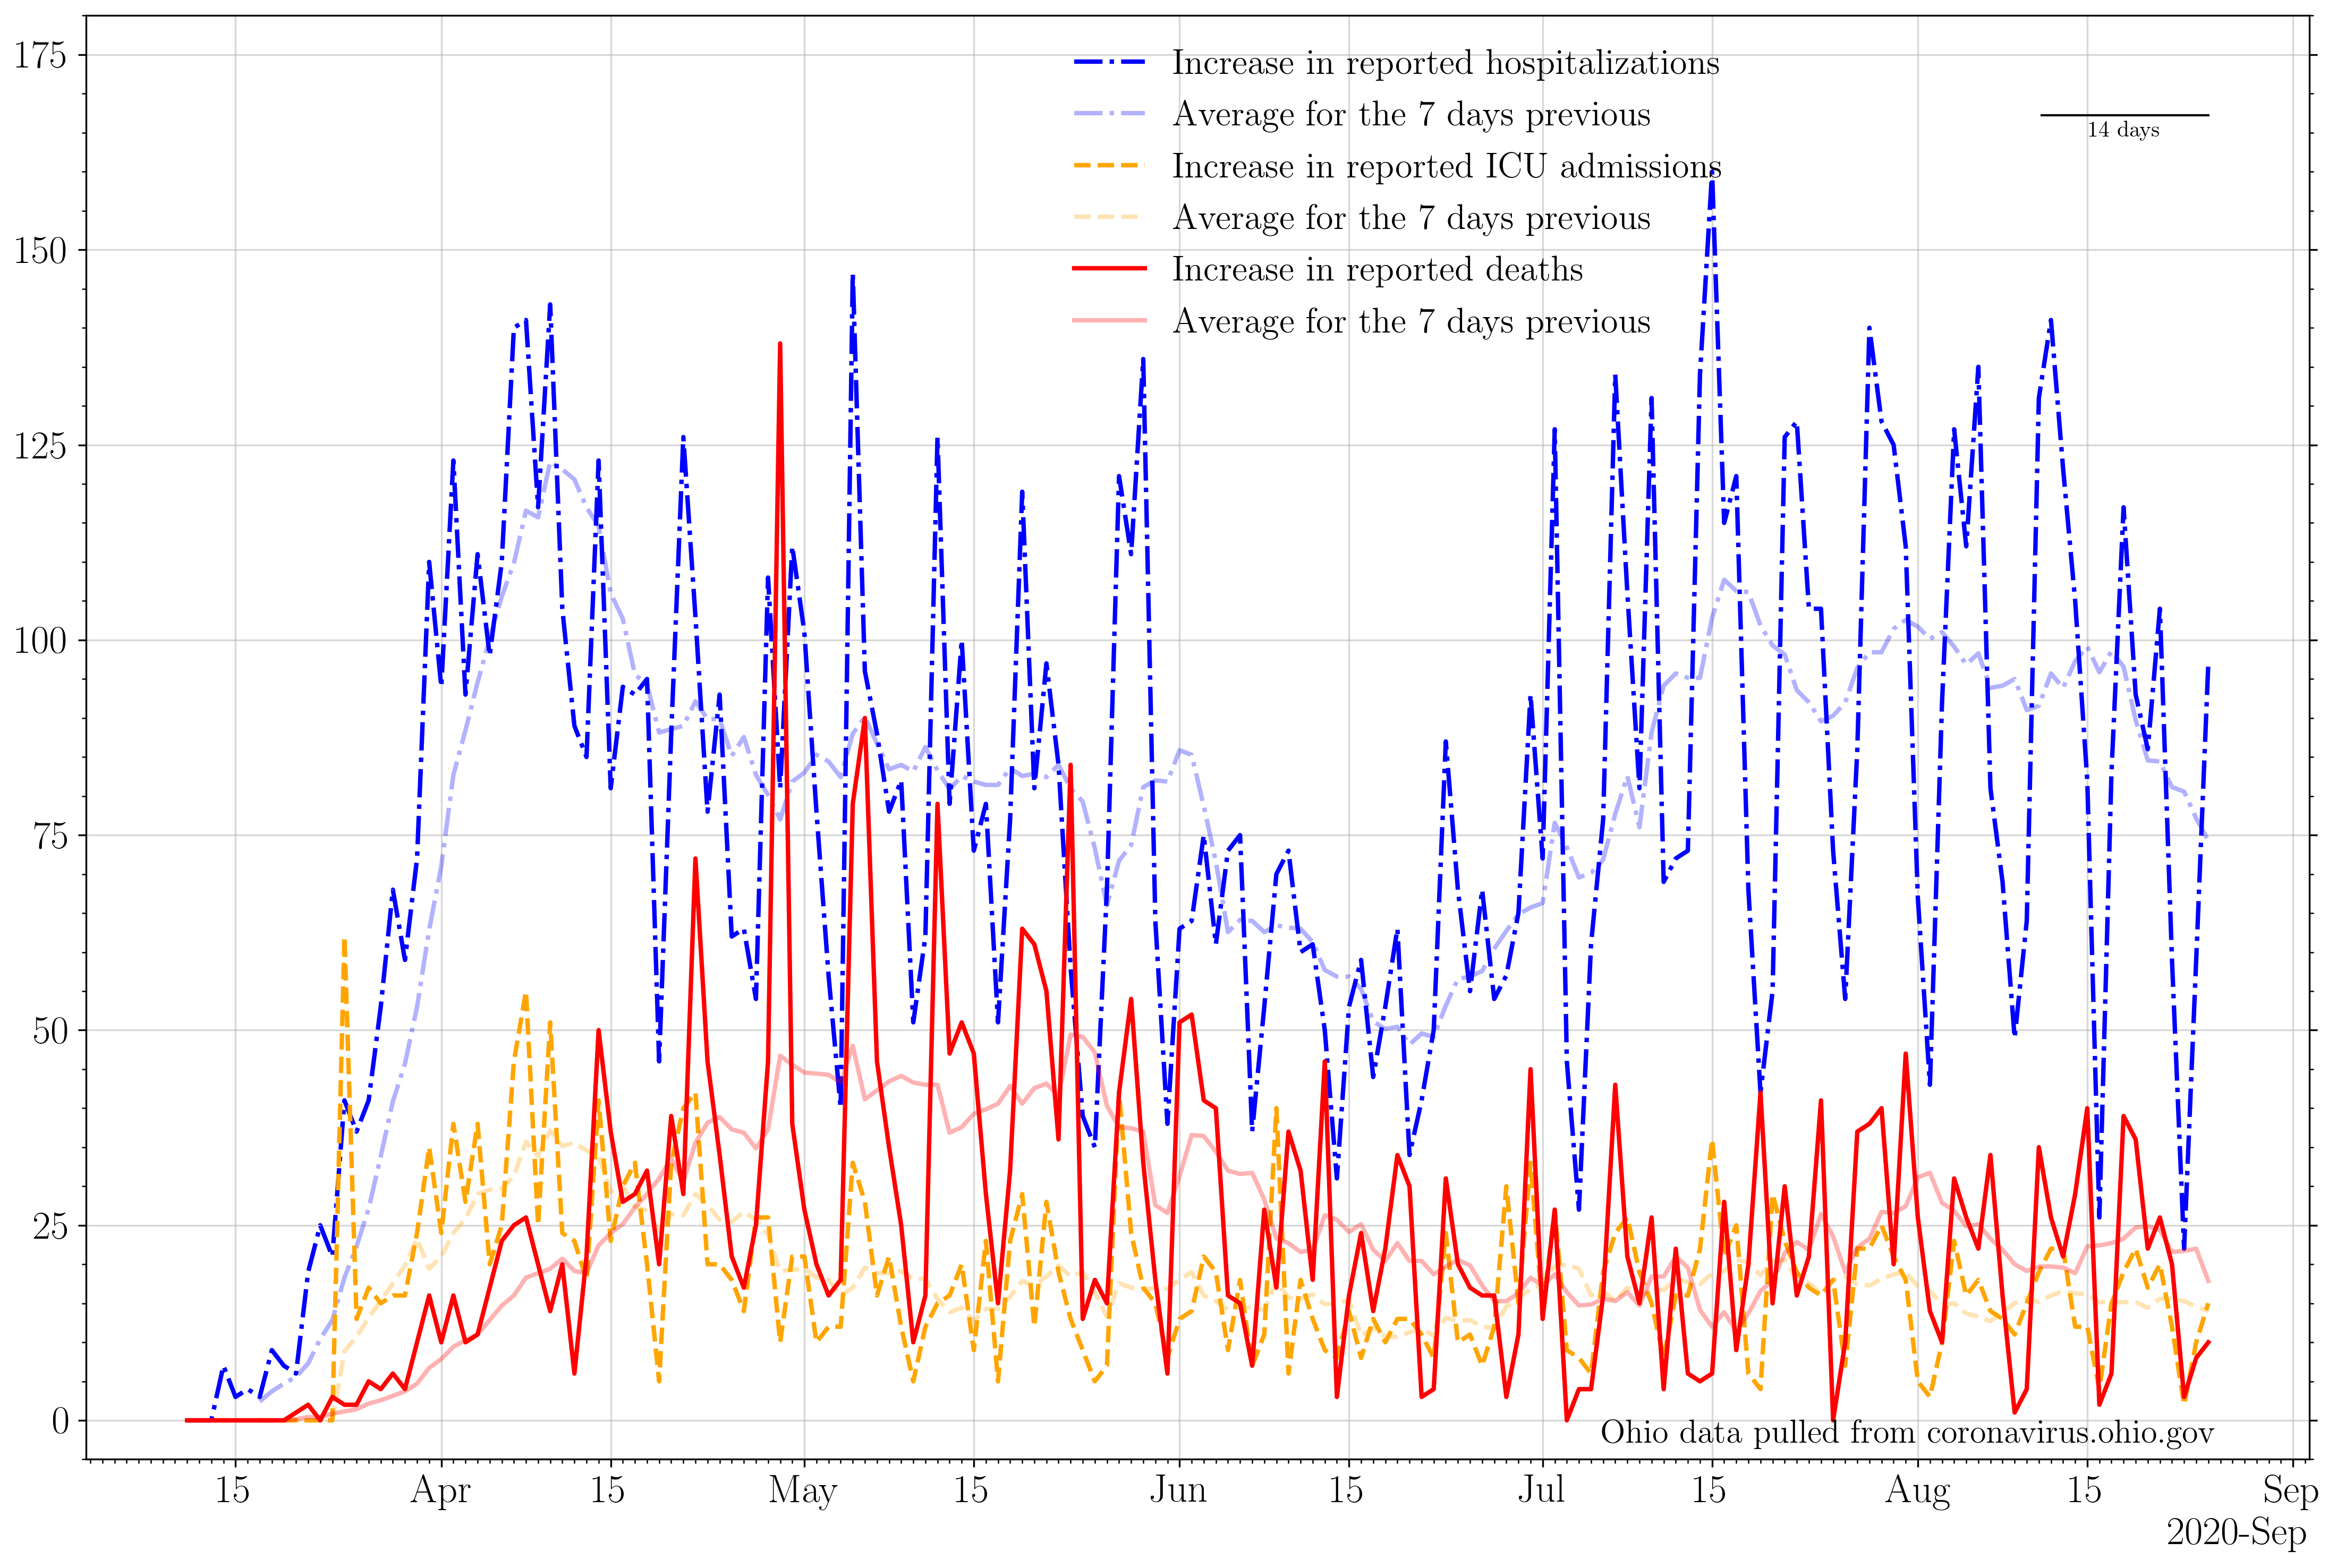 175
150
125
100
75
50
25
0
Increase in reported hospitalizations
Average for the 7 days previous
Increase in reported ICU admissions
Average for the 7 days previous
Increase in reported deaths
Average for the 7 days previous
14 days
Ohio data pulled from coronavirus.ohio.gov
15 Apr 15 May 15 Jun 15 Jul 15 Aug 15 Sep
2020-Sep